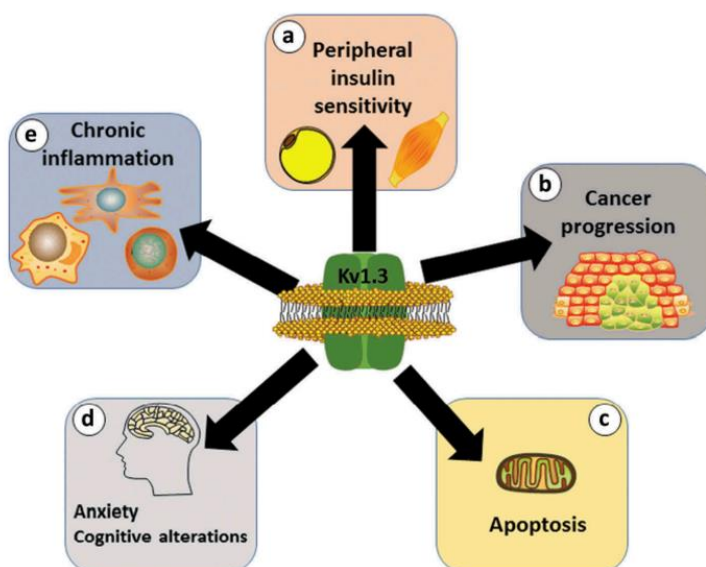 a
Peripheral
insulin
sensitivity
b
Cancer
progression
c
Apoptosis
d
Anxiety
Cognitive alterations
e
Chronic
inflammation
Kv1.3